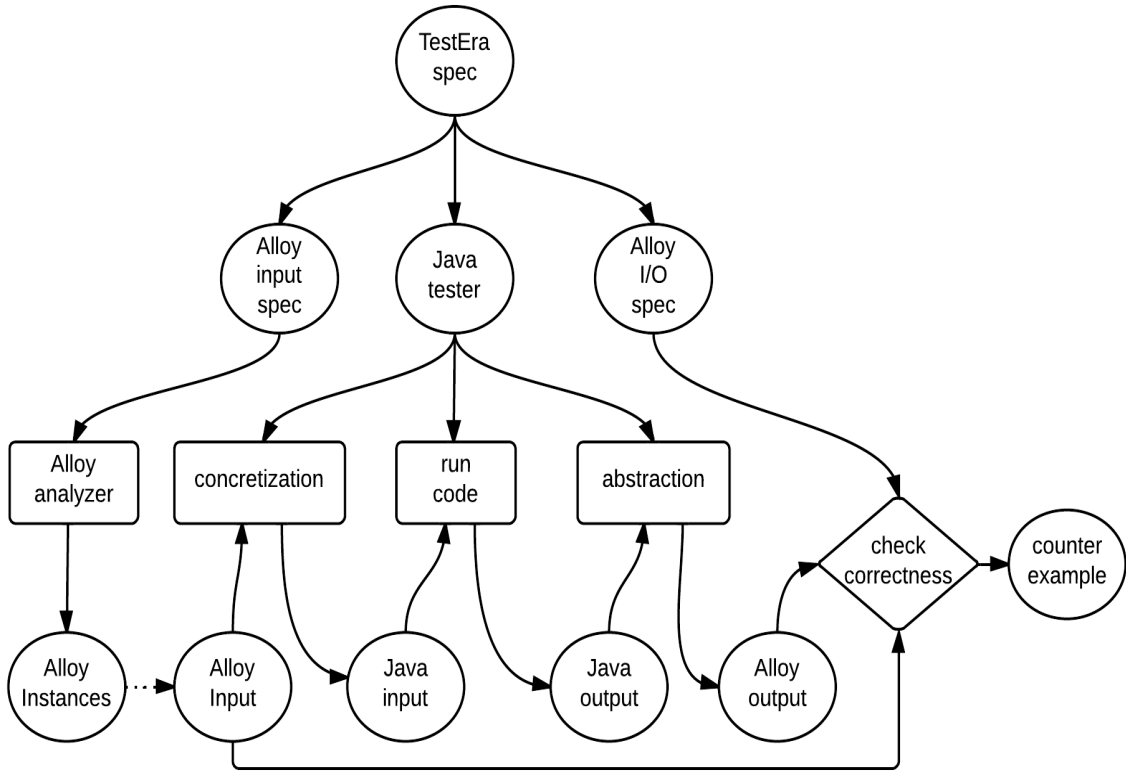 TestEra
spec
Alloy
input
spec
Java
tester
Alloy
I/O
spec
Alloy
analyzer
concretization
run
code
abstraction
check
correctness
counter
example
Alloy
Instances
Alloy
Input
Java
input
Java
output
Alloy
output